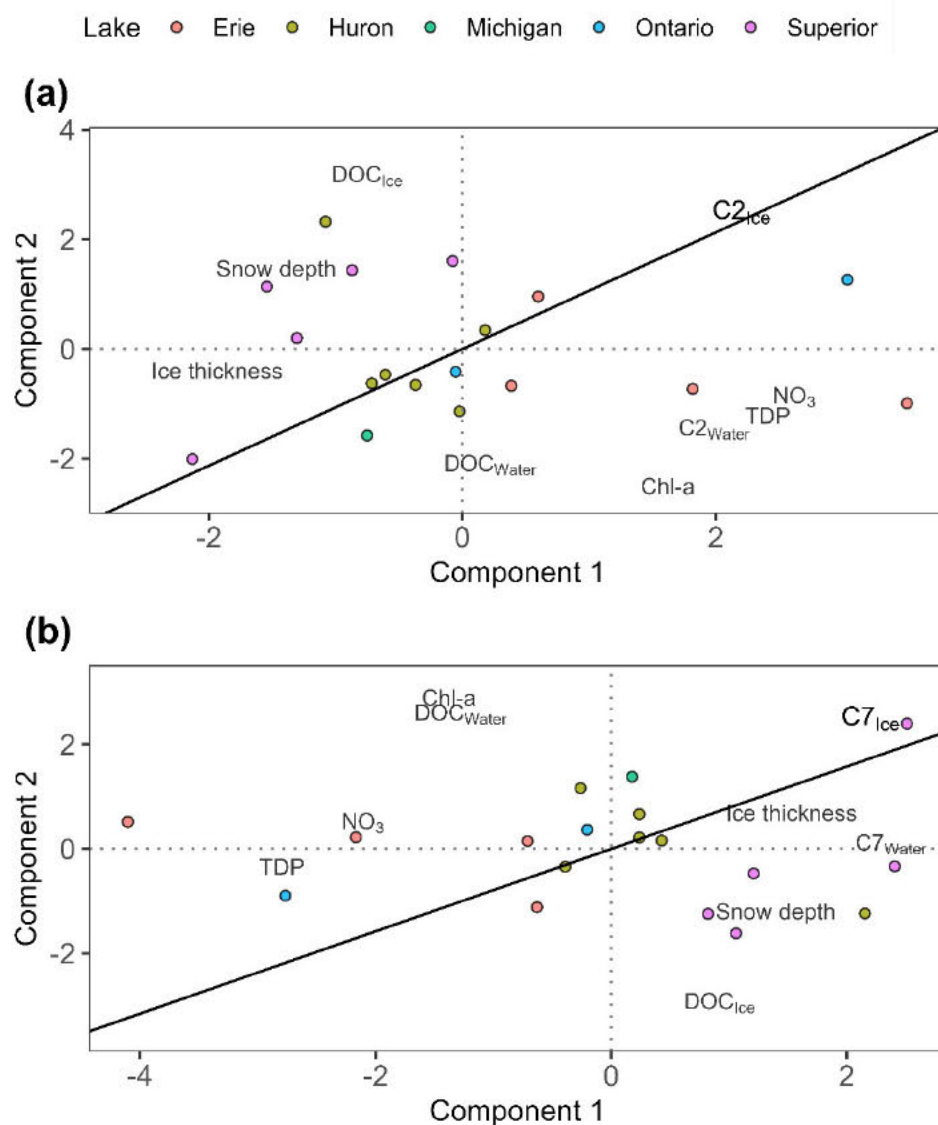 Lake Erie Huron Michigan Ontario Superior
(a)
4
DOC_Ice
C2_Ice
2
Snow depth
Component 2
0
Ice thickness
NO_3
TDP
C2_Water
-2
DOC_Water
Chl-a
-2 0 2
Component 1
(b)
Chl-a
DOC_Water
C7_Ice
2
Ice thickness
NO_3
Component 2
0
C7_Water
TDP
Snow depth
-2
DOC_Ice
-4 -2 0 2
Component 1